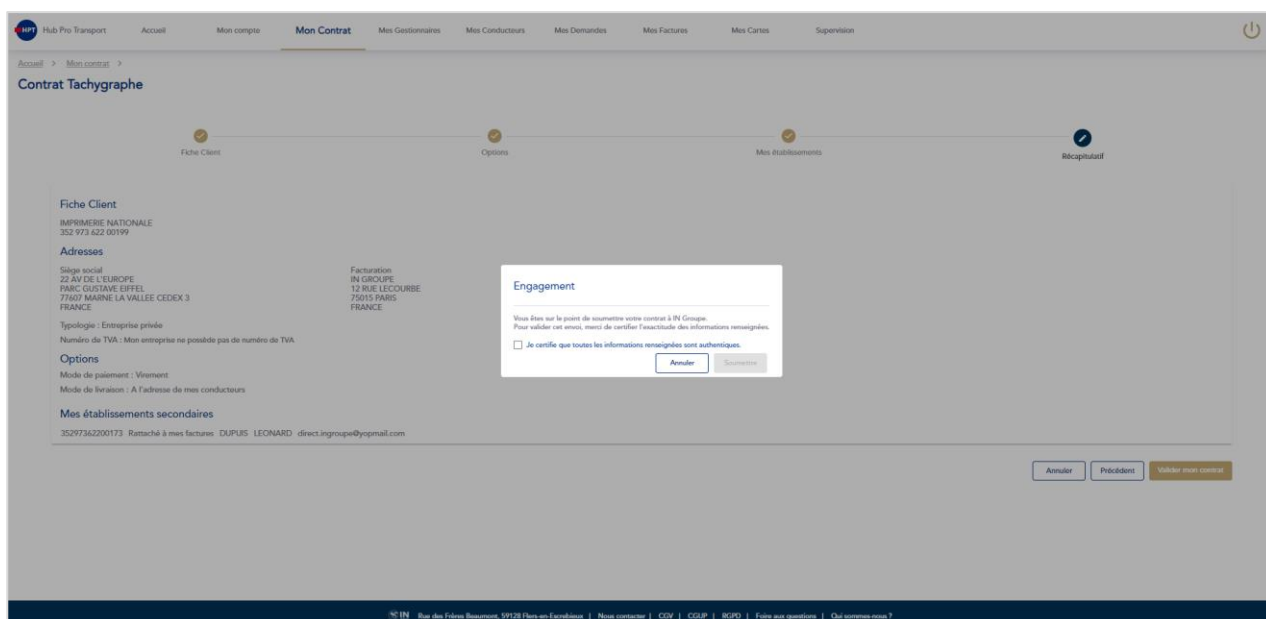 HPT Hub Pro Transport Accueil Mon compte Mon Contrat Mes Gestionnaires Mes Conducteurs Mes Demandes Mes Factures Mes Cartes Supervision
Accueil > Mon contrat >
Contrat Tachygraphe
Fiche Client Options Mes établissements Récapitulatif
Fiche Client
IMPRIMERIE NATIONALE
352 973 622 00199
Adresses
Siège social
22 AV DE L'EUROPE
PARC GUSTAVE EIFFEL
77607 MARNE LA VALLEE CEDEX 3
FRANCE
Facturation
IN GROUPE
12 RUE LECOURBE
75015 PARIS
FRANCE
Typologie : Entreprise privée
Numéro de TVA : Mon entreprise ne possède pas de numéro de TVA
Options
Mode de paiement : Virement
Mode de livraison : A l'adresse de mes conducteurs
Mes établissements secondaires
35297362200173 Rattaché à mes factures DUPUIS LEONARD direct.ingroupe@yopmail.com
Engagement
Vous êtes sur le point de soumettre votre contrat à IN Groupe.
Pour valider cet envoi, merci de certifier l'exactitude des informations renseignées.
Je certifie que toutes les informations renseignées sont authentiques.
Annuler Soumettre
Annuler Précédent Valider mon contrat
IN Rue des Frères Beaumont, 59128 Flers-en-Escrebieux | Nous contacter | CGV | CGUP | RGPD | Foire aux questions | Qui sommes-nous ?